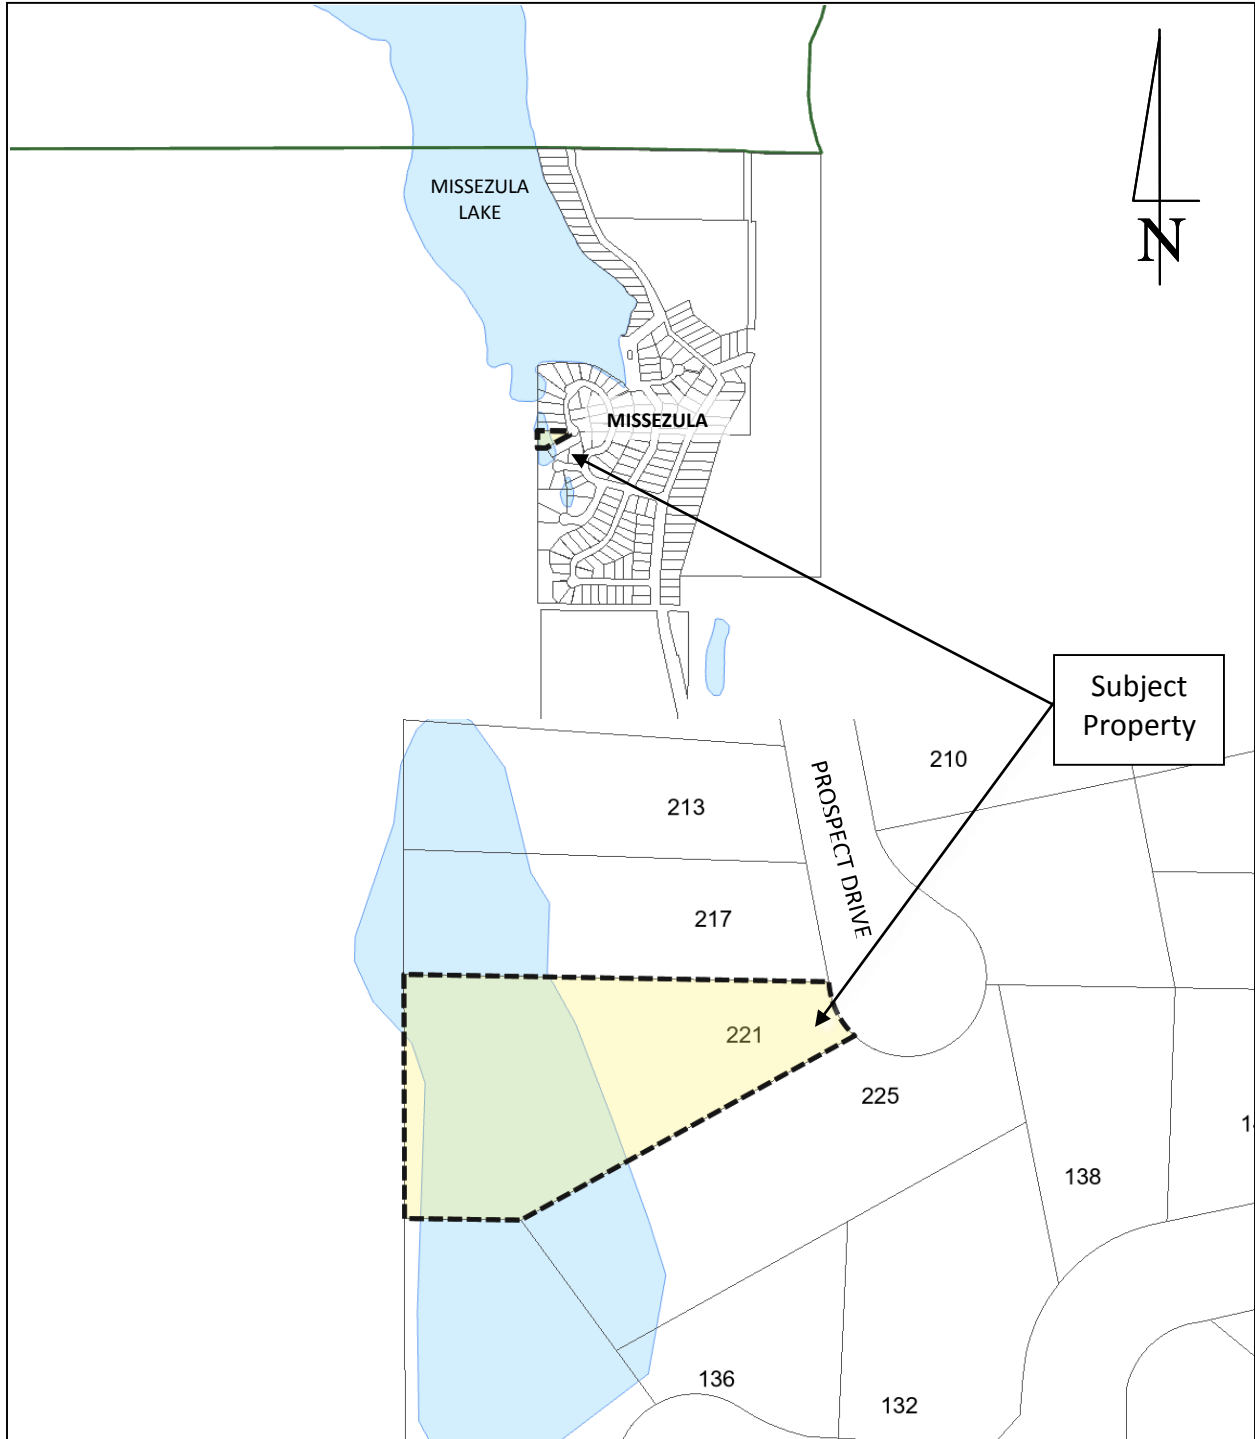 MISSEZULA
LAKE
N
MISSEZULA
Subject
Property
210
213
PROSPECT DRIVE
217
221
225
138
136
132